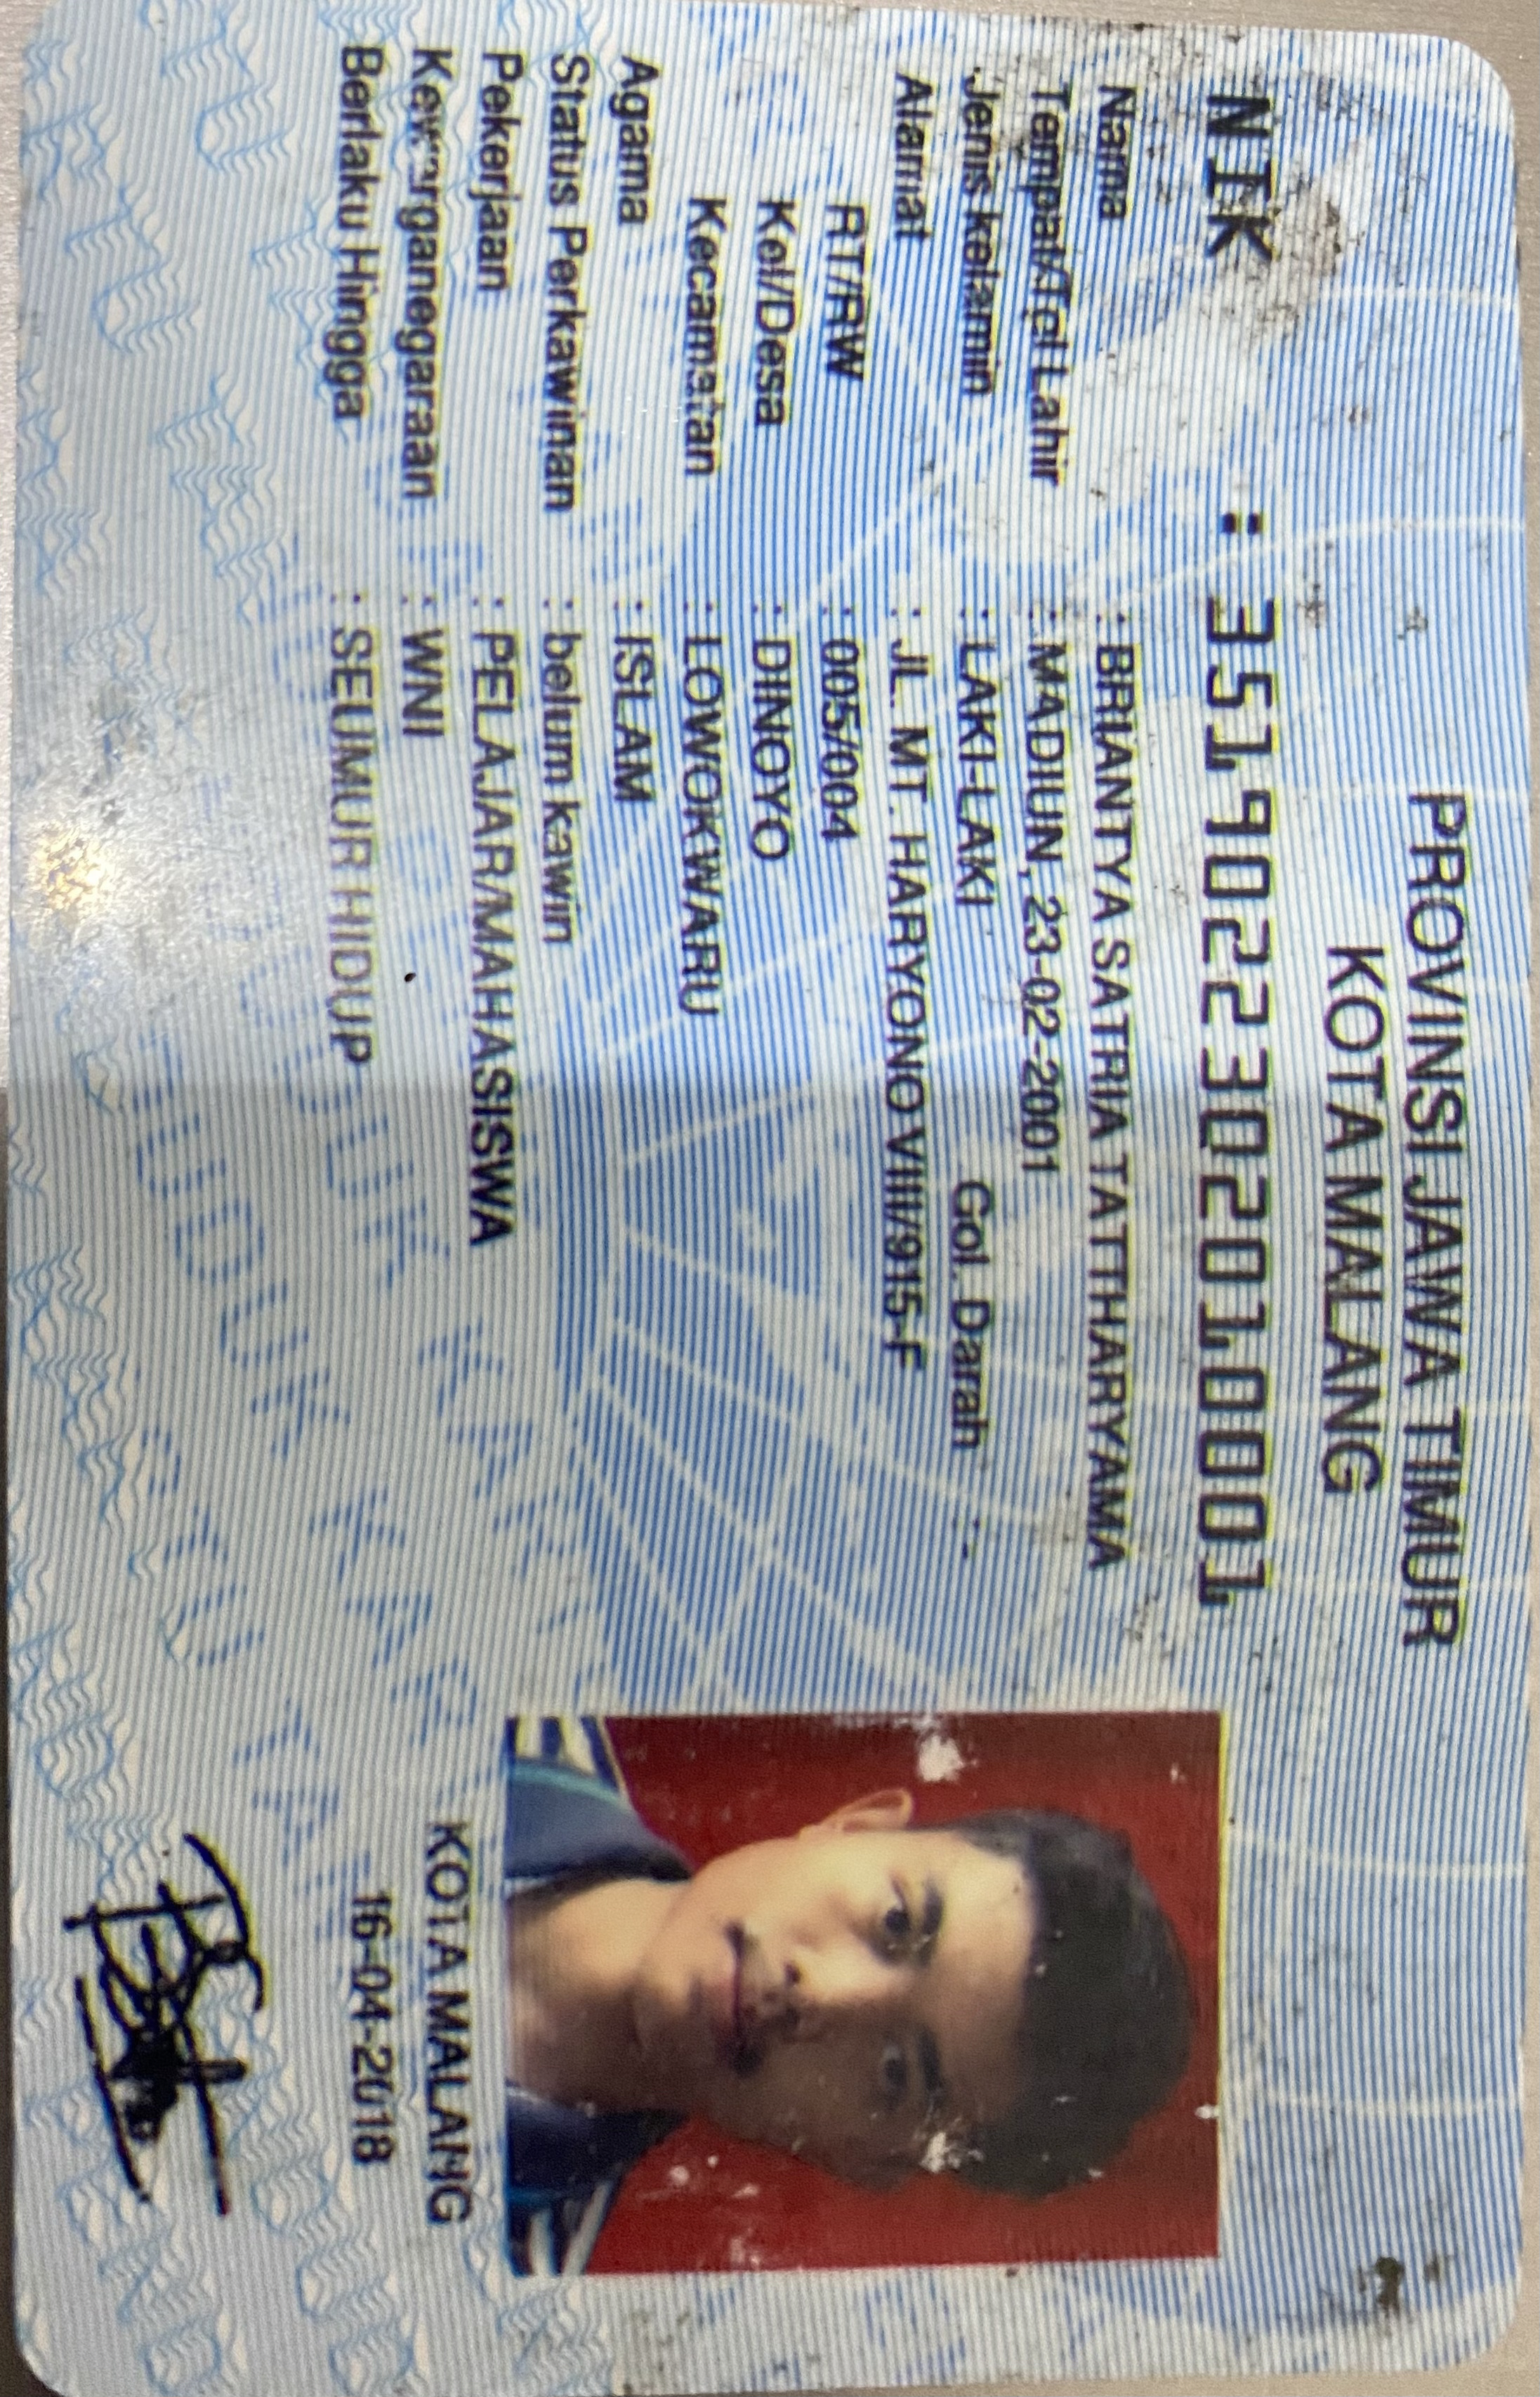 PROVINSI JAWA TIMUR
KOTA MALANG
NIK : 3519022302010001
Nama : BRIANTYA SATRIA TATTHARYAMA
Tempat/Tgl Lahir : MADIUN, 23-02-2001
Jenis kelamin : LAKI-LAKI Gol. Darah : -
Alamat : JL. MT. HARYONO VIII/915-F
RT/RW : 005/004
Kel/Desa : DINOYO
Kecamatan : LOWOKWARU
Agama : ISLAM
Status Perkawinan : belum kawin
Pekerjaan : PELAJAR/MAHASISWA
Kewarganegaraan : WNI
Berlaku Hingga : SEUMUR HIDUP
KOTA MALANG
16-04-2018